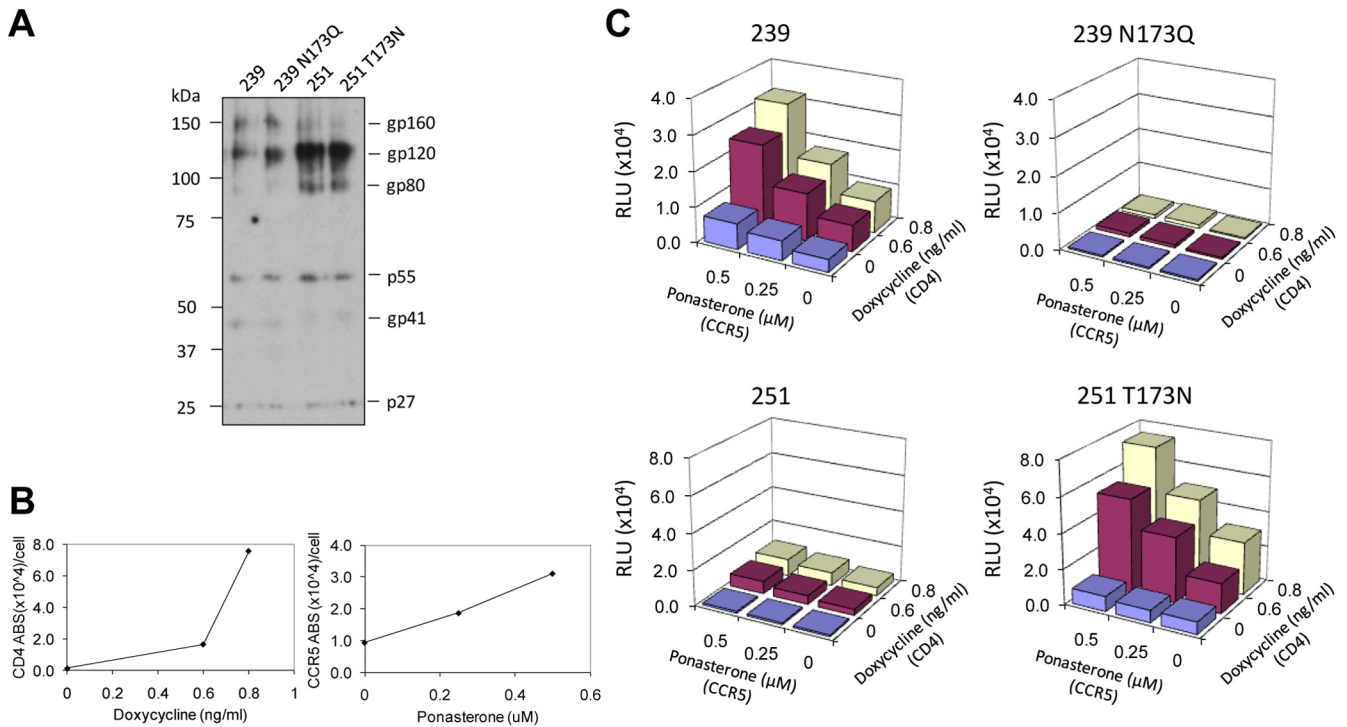 A
239
239 N173Q
251
251 T173N
kDa
150
100
75
50
37
25
gp160
gp120
gp80
p55
gp41
p27
B
CD4 ABS(x10^4)/cell
8.0
6.0
4.0
2.0
0.0
0 0.2 0.4 0.6 0.8 1
Doxycycline (ng/ml)
CCR5 ABS (x10^4)/cell
4.0
3.0
2.0
1.0
0.0
0 0.2 0.4 0.6
Ponasterone (uM)
C
239
RLU (x10⁴)
4.0
3.0
2.0
1.0
0.0
0.5 0.25 0
Ponasterone (μM)
(CCR5)
0 0.6 0.8
Doxycycline (ng/ml)
(CD4)
239 N173Q
RLU (x10⁴)
4.0
3.0
2.0
1.0
0.0
0.5 0.25 0
Ponasterone (μM)
(CCR5)
0 0.6 0.8
Doxycycline (ng/ml)
(CD4)
251
RLU (x10⁴)
8.0
6.0
4.0
2.0
0.0
0.5 0.25 0
Ponasterone (μM)
(CCR5)
0 0.6 0.8
Doxycycline (ng/ml)
(CD4)
251 T173N
RLU (x10⁴)
8.0
6.0
4.0
2.0
0.0
0.5 0.25 0
Ponasterone (μM)
(CCR5)
0 0.6 0.8
Doxycycline (ng/ml)
(CD4)